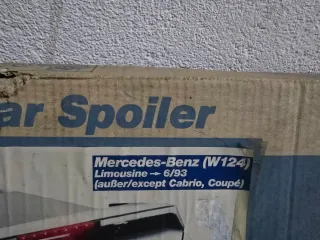 ar Spoiler
Mercedes-Benz (W124)
Limousine → 6/93
(außer/except Cabrio, Coupé)